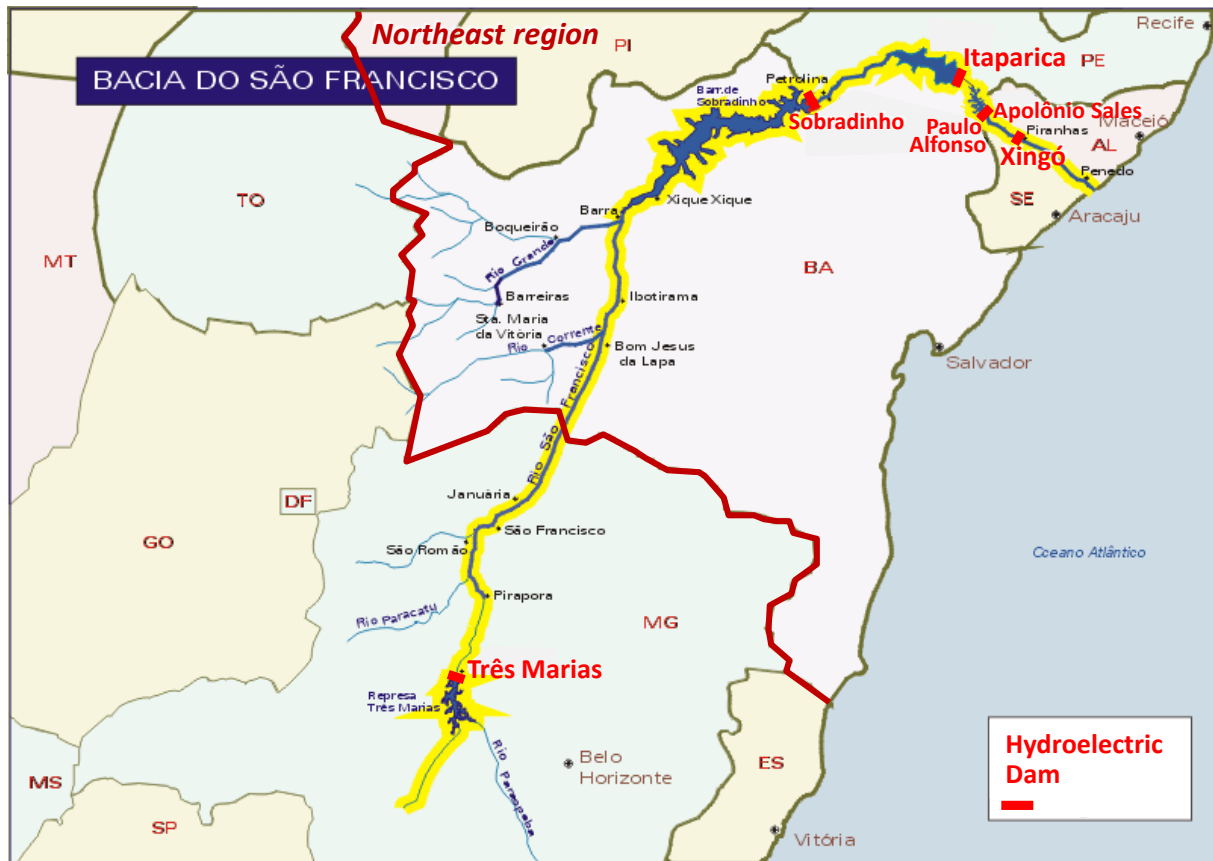 Recife
Northeast region
PI
BACIA DO SÃO FRANCISCO
Itaparica
PE
Petrolina
Barr.de
Sobradinho
Sobradinho
Apolônio Sales
Paulo
Alfonso
Piranhas
Maceió
Xingó
AL
Penedo
SE
TO
Xique Xique
Barra
Aracaju
Boqueirão
MT
Rio Grande
BA
Barreiras
Ibotirama
Sta. Maria
da Vitória
Rio Corrente
Bom Jesus
da Lapa
Salvador
Rio São Francisco
Januária
DF
São Francisco
GO
São Romão
Oceano Atlântico
Pirapora
Rio Paracatu
MG
Três Marias
Represa
Três Marias
Rio Paraopeba
Belo
Horizonte
ES
MS
SP
Vitória
Hydroelectric
Dam